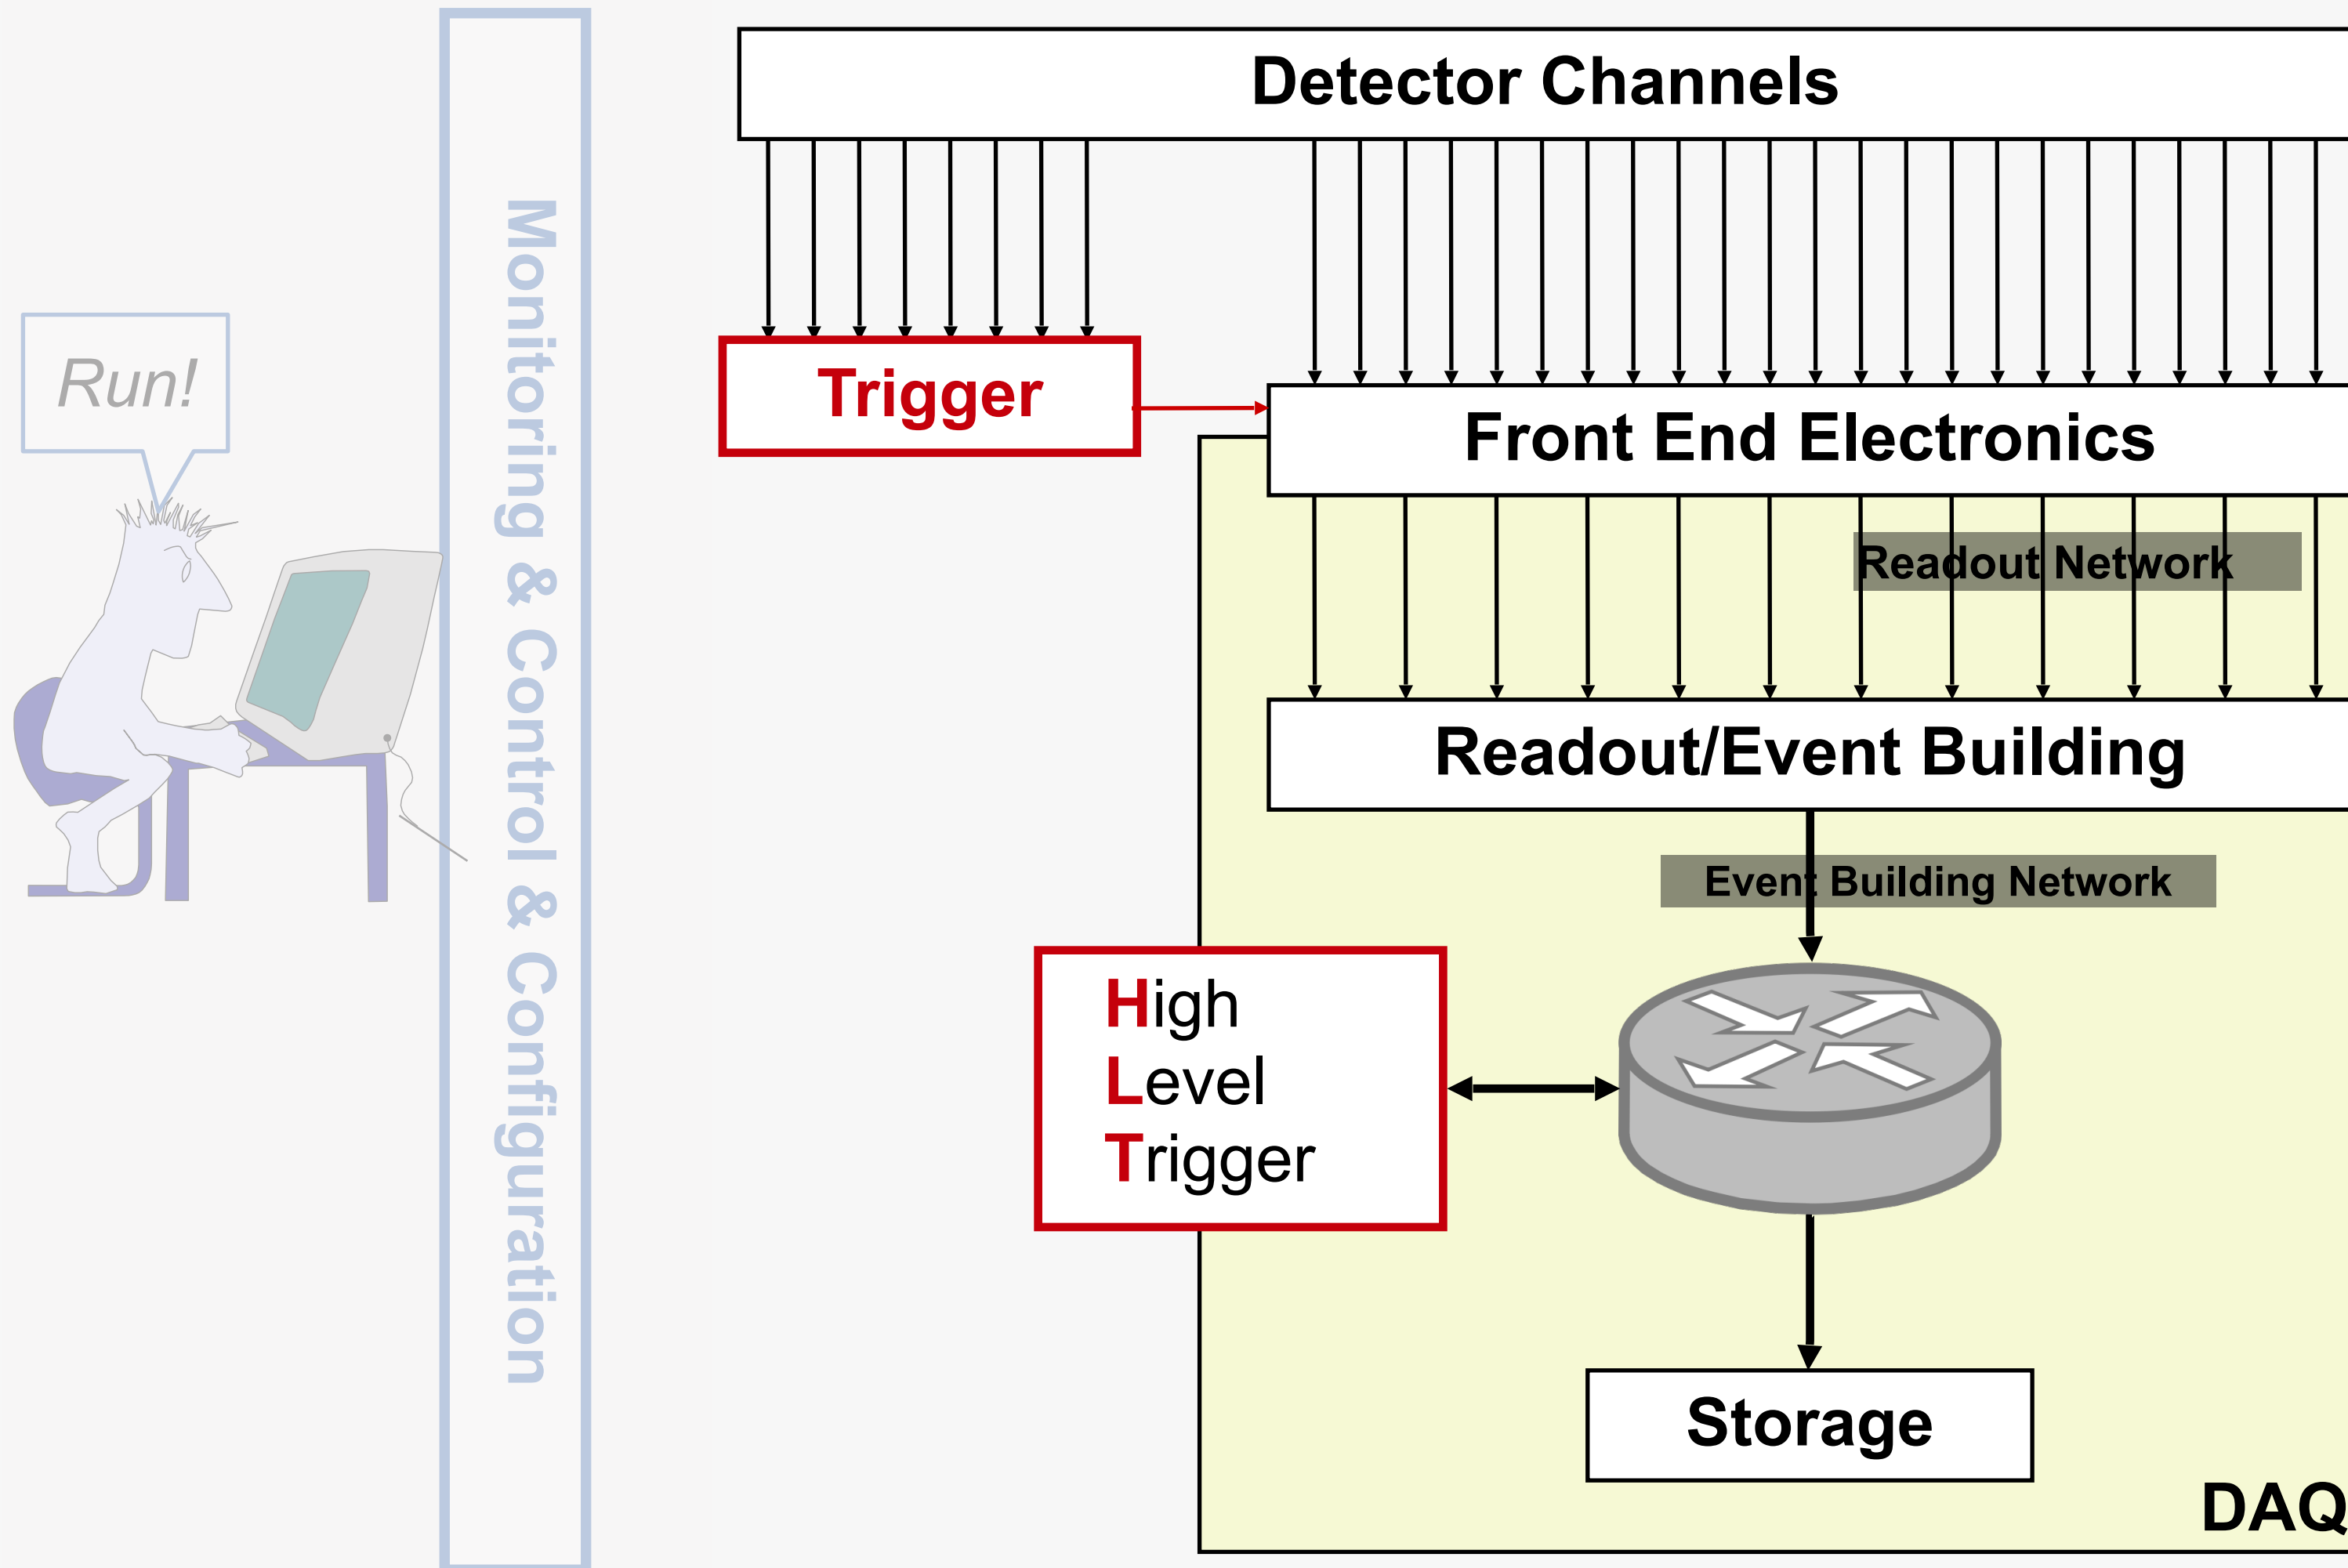 Detector Channels
Run!
Monitoring & Control & Configuration
Trigger
Front End Electronics
Readout Network
Readout/Event Building
Event Building Network
High
Level
Trigger
Storage
DAQ